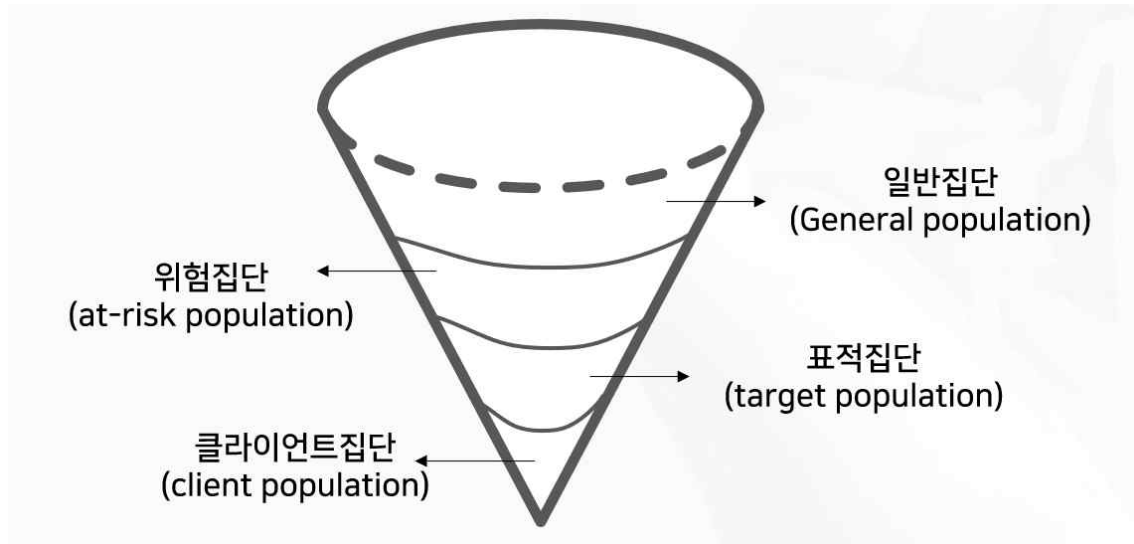 일반집단
(General population)
위험집단
(at-risk population)
표적집단
(target population)
클라이언트집단
(client population)